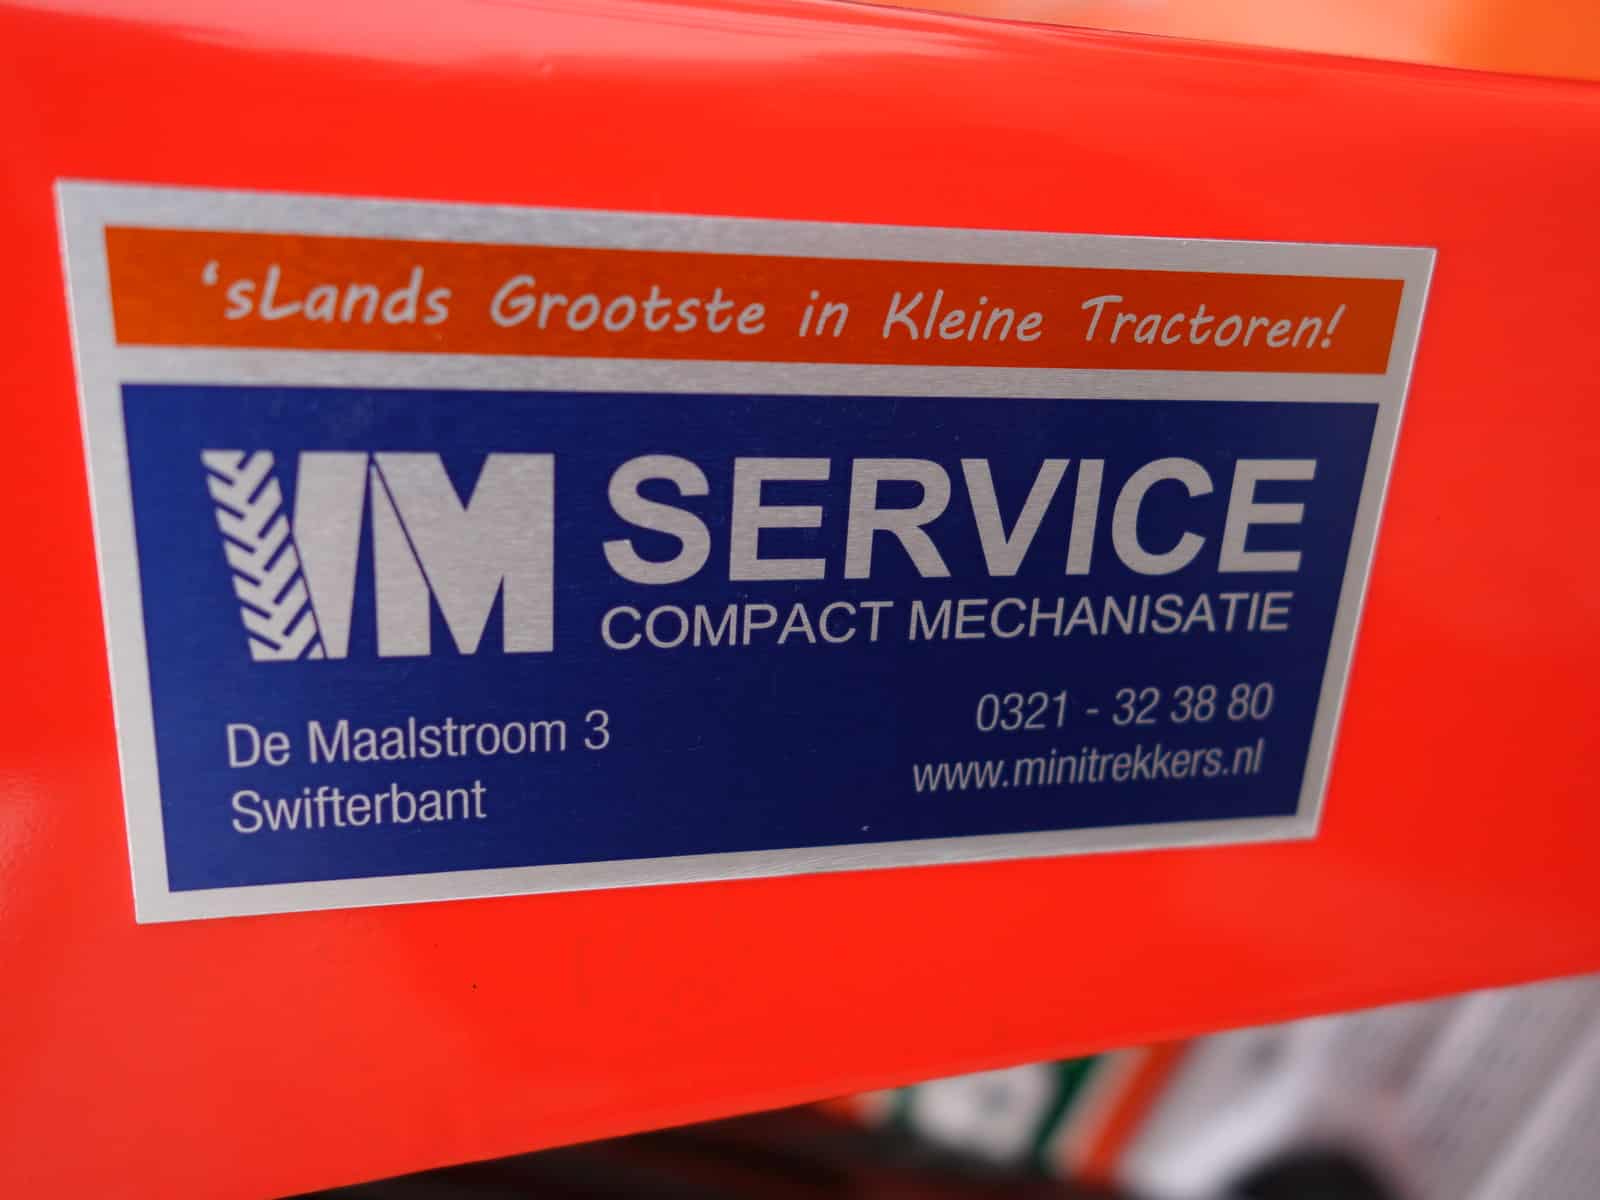 'sLands Grootste in Kleine Tractoren!
VM SERVICE
COMPACT MECHANISATIE
De Maalstroom 3
Swifterbant
0321 - 32 38 80
www.minitrekkers.nl